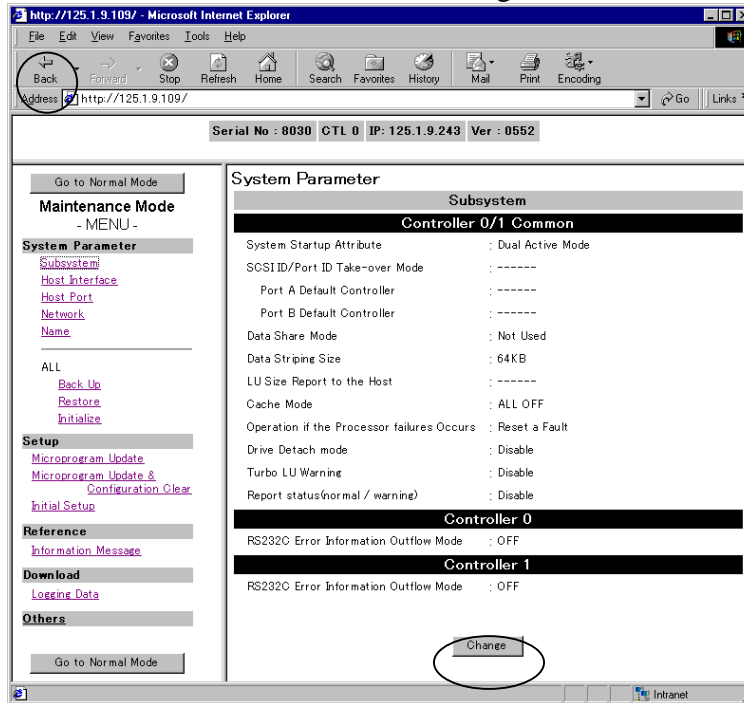 http://125.1.9.109/ - Microsoft Internet Explorer
File Edit View Favorites Tools Help
Back Forward Stop Refresh Home Search Favorites History Mail Print Encoding
Address http://125.1.9.109/ Go Links
Serial No : 8030 CTL 0 IP: 125.1.9.243 Ver : 0552
Go to Normal Mode
Maintenance Mode
- MENU -
System Parameter
Subsystem
Host Interface
Host Port
Network
Name
ALL
Back Up
Restore
Initialize
Setup
Microprogram Update
Microprogram Update &
Configuration Clear
Initial Setup
Reference
Information Message
Download
Logging Data
Others
Go to Normal Mode
System Parameter
Subsystem
Controller 0/1 Common
System Startup Attribute : Dual Active Mode
SCSI ID/Port ID Take-over Mode : ------
Port A Default Controller : ------
Port B Default Controller : ------
Data Share Mode : Not Used
Data Striping Size : 64KB
LU Size Report to the Host : ------
Cache Mode : ALL OFF
Operation if the Processor failures Occurs : Reset a Fault
Drive Detach mode : Disable
Turbo LU Warning : Disable
Report status(normal / warning) : Disable
Controller 0
RS232C Error Information Outflow Mode : OFF
Controller 1
RS232C Error Information Outflow Mode : OFF
Change
Intranet